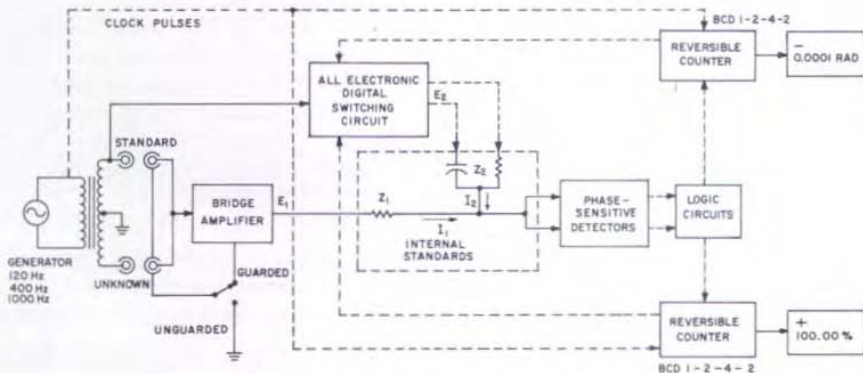 CLOCK PULSES
BCD 1-2-4-2
REVERSIBLE
COUNTER
−
0.0001 RAD
ALL ELECTRONIC
DIGITAL
SWITCHING
CIRCUIT
E2
STANDARD
Z2
BRIDGE
AMPLIFIER
E1
Z1
I2
I1
INTERNAL
STANDARDS
PHASE-
SENSITIVE
DETECTORS
LOGIC
CIRCUITS
GENERATOR
120 Hz
400 Hz
1000 Hz
UNKNOWN
GUARDED
UNGUARDED
REVERSIBLE
COUNTER
+
100.00 %
BCD 1-2-4-2